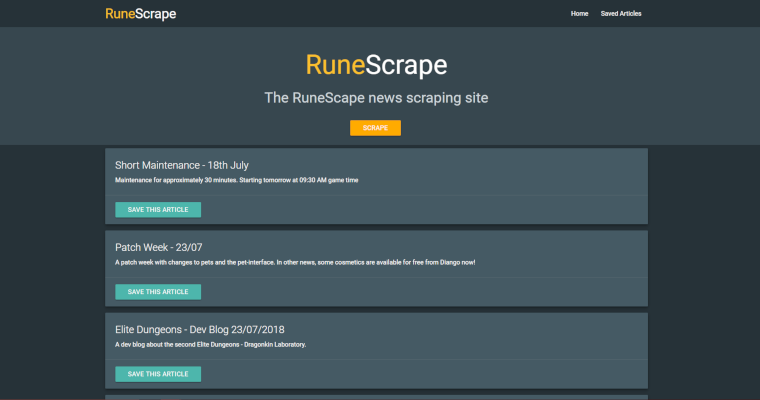 RuneScrape
Home Saved Articles
RuneScrape
The RuneScape news scraping site
SCRAPE
Short Maintenance - 18th July
Maintenance for approximately 30 minutes. Starting tomorrow at 09:30 AM game time
SAVE THIS ARTICLE
Patch Week - 23/07
A patch week with changes to pets and the pet-interface. In other news, some cosmetics are available for free from Diango now!
SAVE THIS ARTICLE
Elite Dungeons - Dev Blog 23/07/2018
A dev blog about the second Elite Dungeons - Dragonkin Laboratory.
SAVE THIS ARTICLE